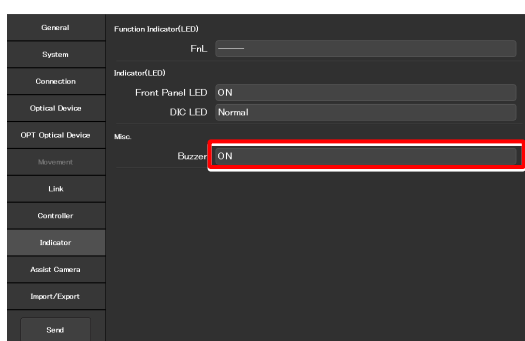 General
System
Connection
Optical Device
OPT Optical Device
Movement
Link
Controller
Indicator
Assist Camera
Import/Export
Send
Function Indicator(LED)
FnL ——
Indicator(LED)
Front Panel LED ON
DIC LED Normal
Misc.
Buzzer ON